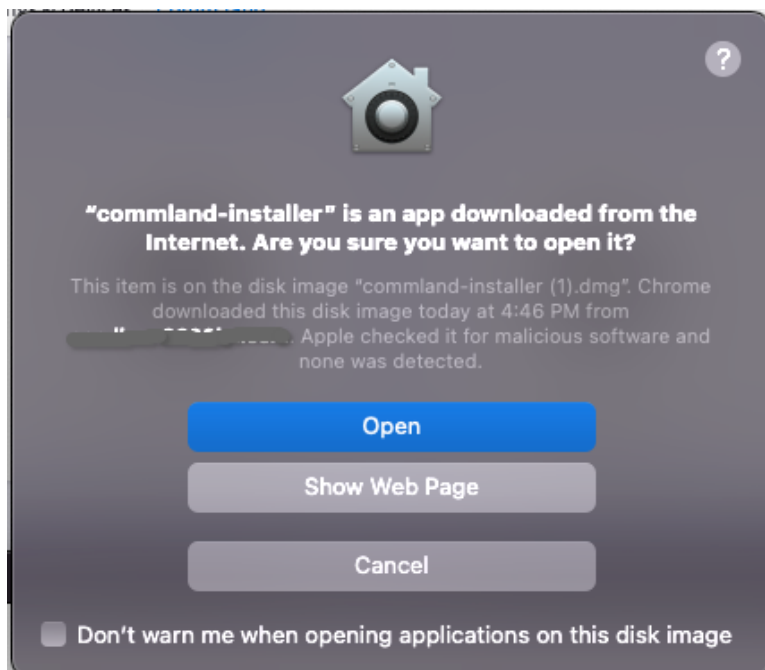 ?
“commland-installer” is an app downloaded from the
Internet. Are you sure you want to open it?
This item is on the disk image “commland-installer (1).dmg”. Chrome
downloaded this disk image today at 4:46 PM from
. Apple checked it for malicious software and
none was detected.
Open
Show Web Page
Cancel
Don’t warn me when opening applications on this disk image